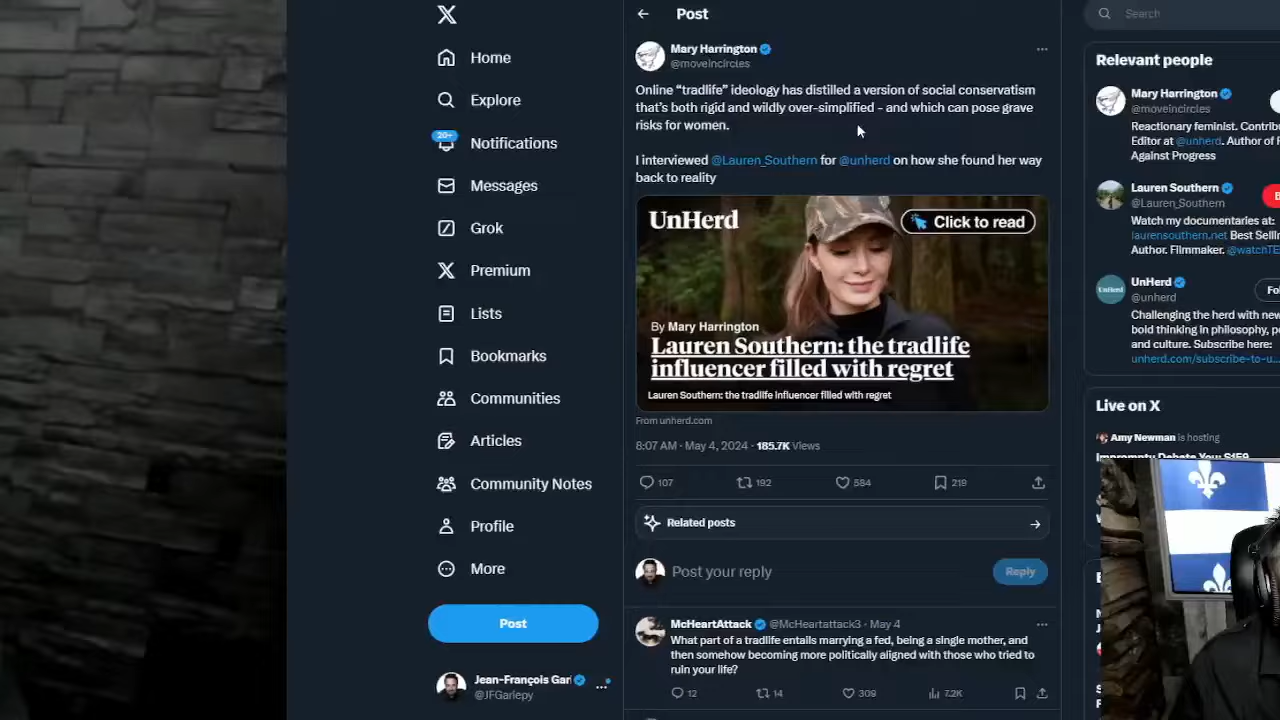 Home
Explore
20+
Notifications
Messages
Grok
Premium
Lists
Bookmarks
Communities
Articles
Community Notes
Profile
More
Post
Jean-François Gari
@JFGarlepy
Post
Mary Harrington
@moveincircles
Online “tradlife” ideology has distilled a version of social conservatism
that’s both rigid and wildly over-simplified - and which can pose grave
risks for women.
I interviewed @Lauren_Southern for @unherd on how she found her way
back to reality
UnHerd
Click to read
By Mary Harrington
Lauren Southern: the tradlife
influencer filled with regret
Lauren Southern: the tradlife influencer filled with regret
From unherd.com
8:07 AM · May 4, 2024 · 185.7K Views
107 192 584 219
Related posts
Post your reply
Reply
McHeartAttack @McHeartattack3 · May 4
What part of a tradlife entails marrying a fed, being a single mother, and
then somehow becoming more politically aligned with those who tried to
ruin your life?
12 14 309 7.2K
Search
Relevant people
Mary Harrington
@moveincircles
Reactionary feminist. Contrib
Editor at @unherd. Author of F
Against Progress
Lauren Southern
@Lauren_Southern
Watch my documentaries at:
laurensouthern.net Best Selli
Author. Filmmaker. @watchTE
UnHerd
@unherd
Fo
Challenging the herd with new
bold thinking in philosophy, p
and culture. Subscribe here:
unherd.com/subscribe-to-u...
Live on X
Amy Newman is hosting
Impromptu Debate You: S1E9